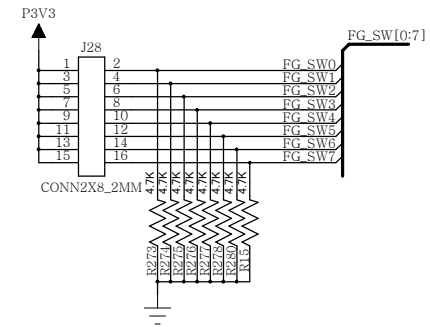 P3V3
FG_SW[0:7]
J28
1 2 FG_SW0
3 4 FG_SW1
5 6 FG_SW2
7 8 FG_SW3
9 10 FG_SW4
11 12 FG_SW5
13 14 FG_SW6
15 16 FG_SW7
CONN2X8_2MM
4.7K 4.7K 4.7K 4.7K 4.7K 4.7K 4.7K 4.7K
R273 R274 R275 R276 R277 R278 R280 R15